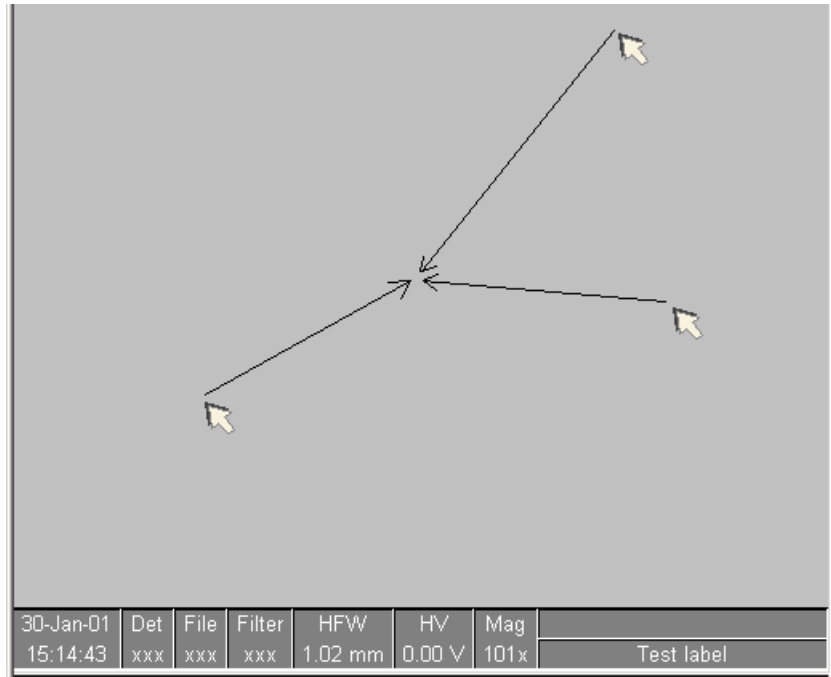 30-Jan-01 Det File Filter HFW HV Mag
15:14:43 xxx xxx xxx 1.02 mm 0.00 V 101x Test label